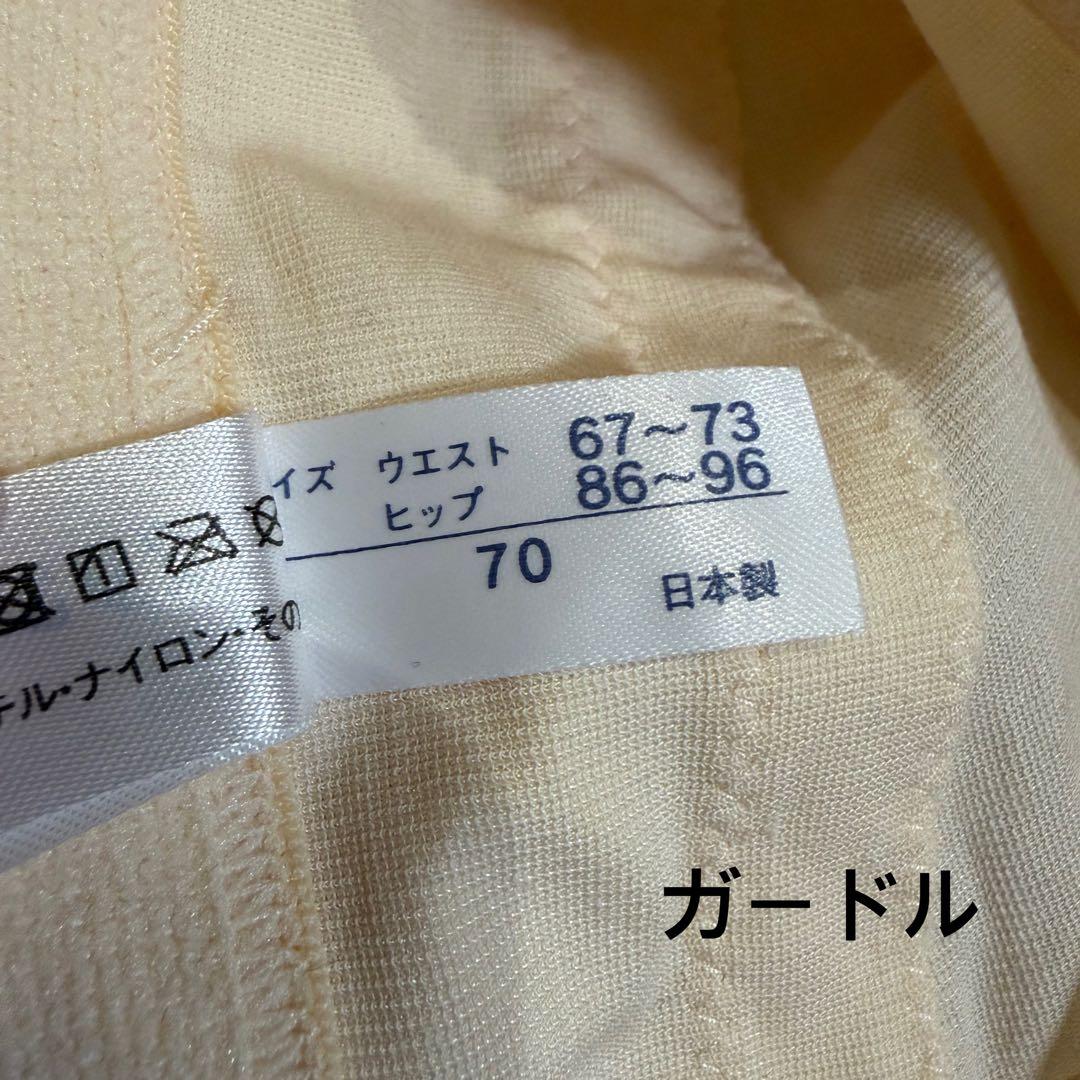 イズ ウエスト 67～73
ヒップ 86～96
70
日本製
テル・ナイロン・その
ガードル